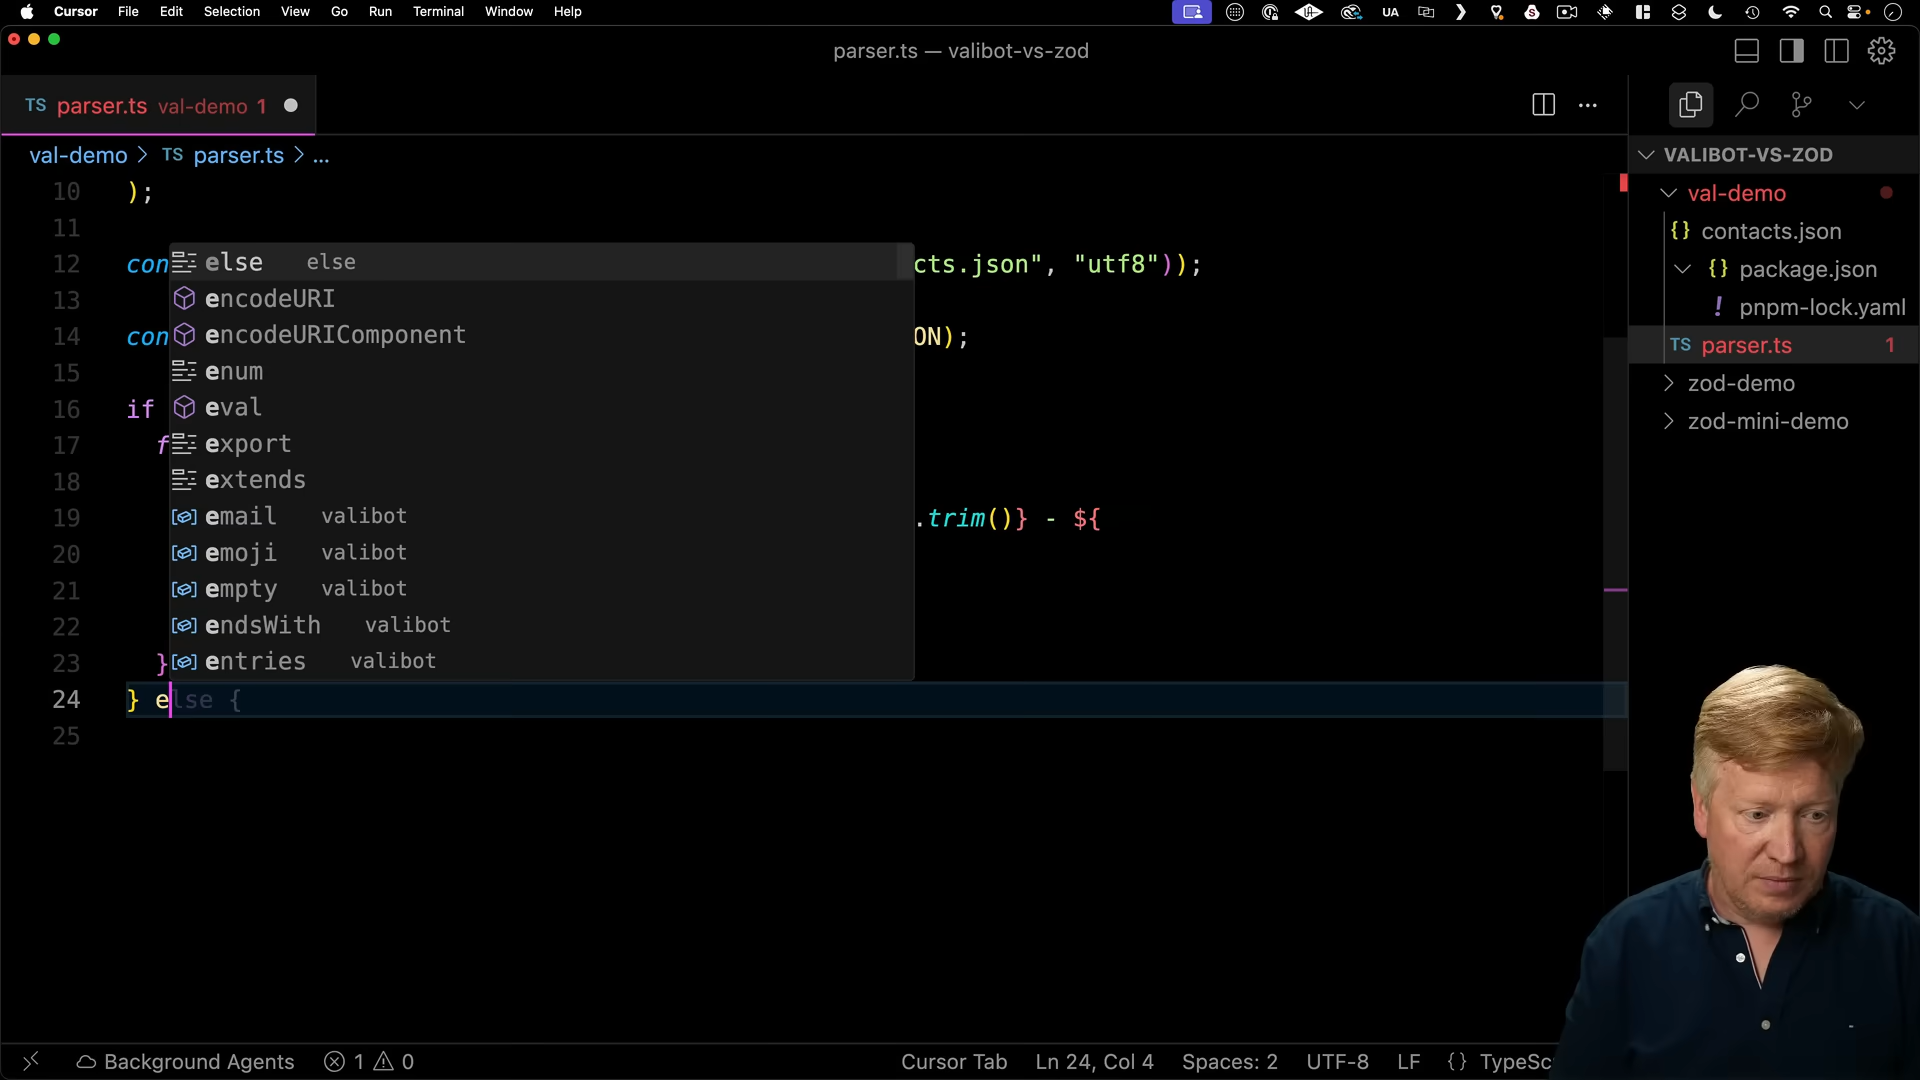 Cursor File Edit Selection View Go Run Terminal Window Help UA
parser.ts — valibot-vs-zod
TS parser.ts val-demo 1
val-demo > TS parser.ts > ...
VALIBOT-VS-ZOD
val-demo
{} contacts.json
{} package.json
! pnpm-lock.yaml
TS parser.ts 1
zod-demo
zod-mini-demo
10 );
11
12 con cts.json", "utf8"));
13
14 con ON);
15
16 if
17 f
18
19 .trim()} - ${
20
21
22
23 }
24 } else {
25
else else
encodeURI
encodeURIComponent
enum
eval
export
extends
email valibot
emoji valibot
empty valibot
endsWith valibot
entries valibot
Background Agents 1 0 Cursor Tab Ln 24, Col 4 Spaces: 2 UTF-8 LF {} TypeSc